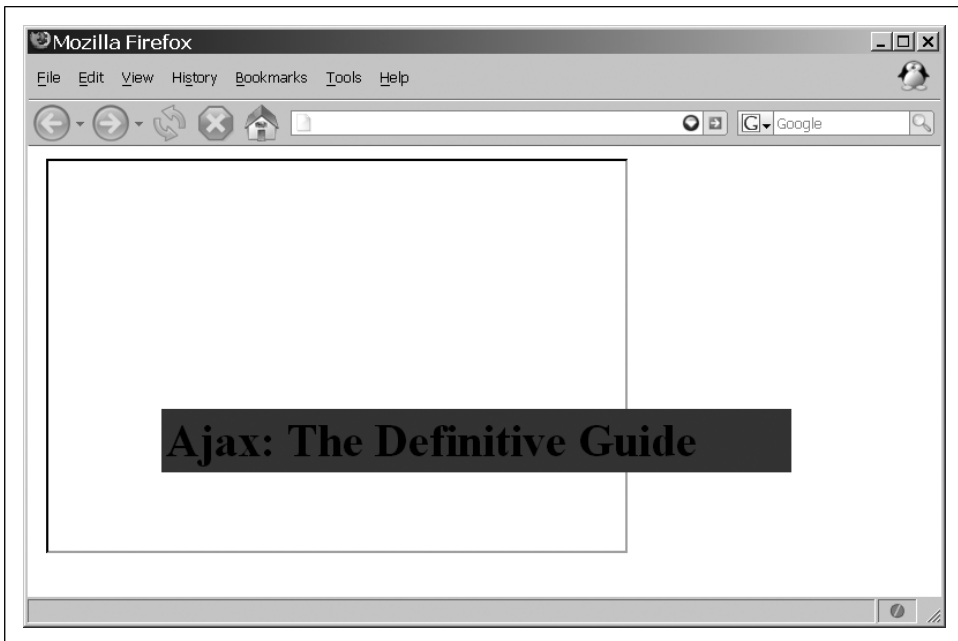 Mozilla Firefox
File Edit View History Bookmarks Tools Help
G Google
Ajax: The Definitive Guide